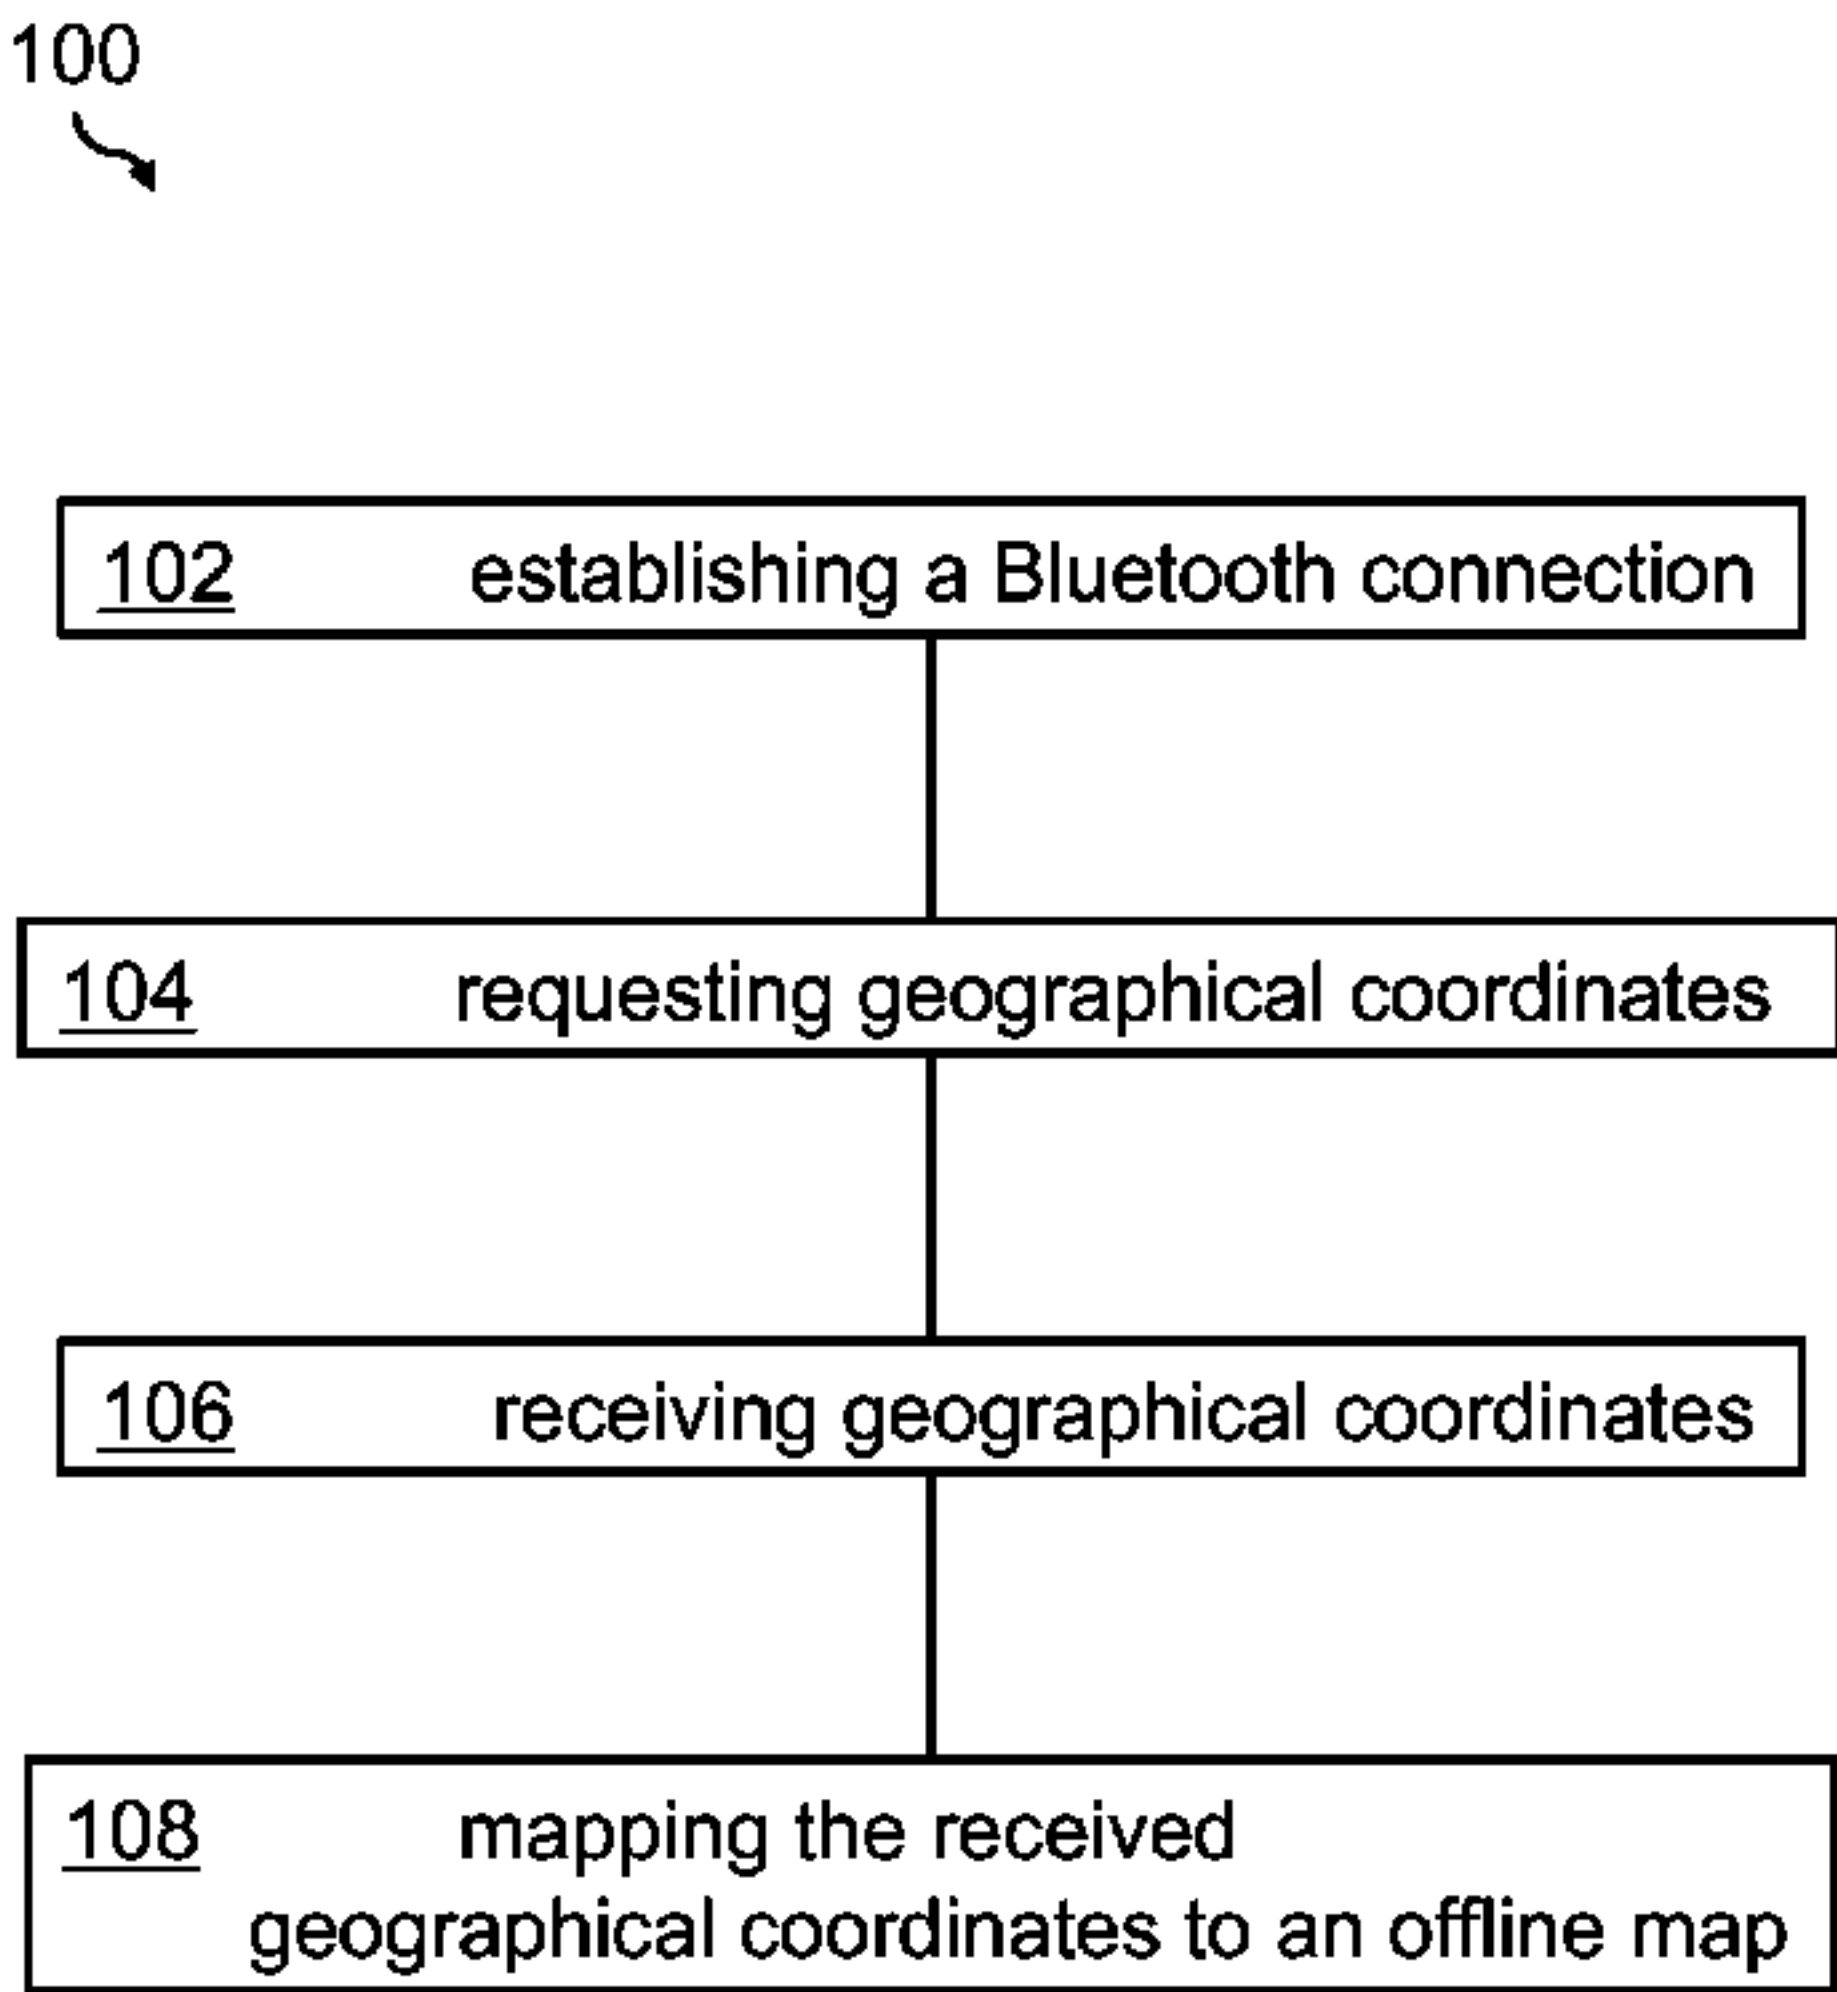 100
102 establishing a Bluetooth connection
104 requesting geographical coordinates
106 receiving geographical coordinates
108 mapping the received
geographical coordinates to an offline map